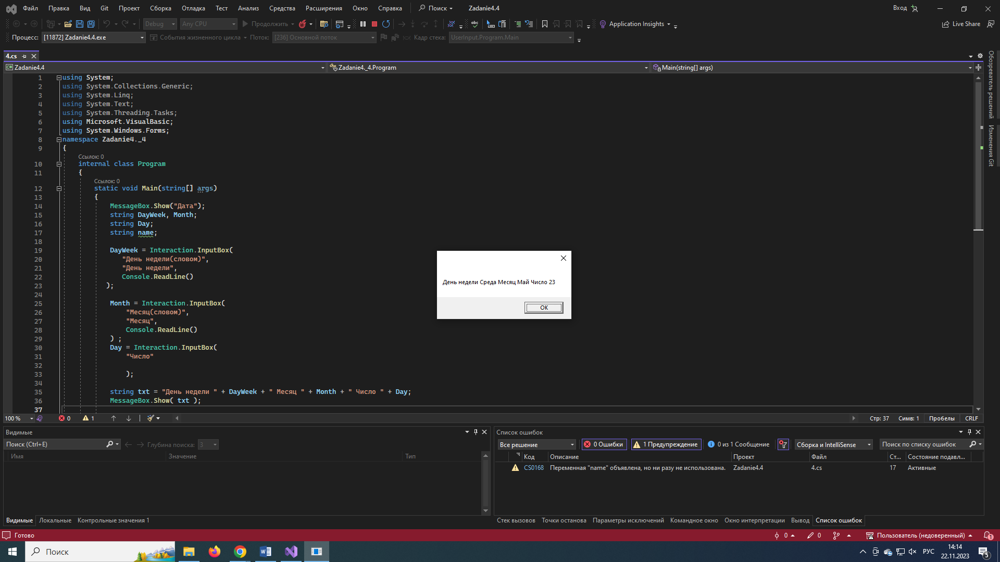 Файл Правка Вид Git Проект Сборка Отладка Тест Анализ Средства Расширения Окно Справка Поиск Zadanie4.4 Вход
Debug Any CPU Продолжить Application Insights Live Share
Процесс: [11872] Zadanie4.4.exe События жизненного цикла Поток: [236] Основной поток Кадр стека: UserInput.Program.Main
4.cs
Zadanie4.4 Zadanie4._4.Program Main(string[] args)
Обозреватель решений
Изменения Git
1 using System;
2 using System.Collections.Generic;
3 using System.Linq;
4 using System.Text;
5 using System.Threading.Tasks;
6 using Microsoft.VisualBasic;
7 using System.Windows.Forms;
8 namespace Zadanie4._4
9 {
Ссылок: 0
10 internal class Program
11 {
Ссылок: 0
12 static void Main(string[] args)
13 {
14 MessageBox.Show("Дата");
15 string DayWeek, Month;
16 string Day;
17 string name;
18
19 DayWeek = Interaction.InputBox(
20 "День недели(словом)",
21 "День недели",
22 Console.ReadLine()
23 );
24
25 Month = Interaction.InputBox(
26 "Месяц(словом)",
27 "Месяц",
28 Console.ReadLine()
29 ) ;
30 Day = Interaction.InputBox(
31 "Число"
32
33 );
34
35 string txt = "День недели " + DayWeek + " Месяц " + Month + " Число " + Day;
36 MessageBox.Show( txt );
37
День недели Среда Месяц Май Число 23
OK
100 % 0 1 Стр: 37 Симв: 1 Пробелы CRLF
Видимые
Поиск (Ctrl+E) Глубина поиска: 3
Имя Значение Тип
Видимые Локальные Контрольные значения 1
Список ошибок
Все решение 0 Ошибки 1 Предупреждение 0 из 1 Сообщение Сборка и IntelliSense Поиск по списку ошибок
Код Описание Проект Файл Ст... Состояние подавл...
CS0168 Переменная "name" объявлена, но ни разу не использована. Zadanie4.4 4.cs 17 Активные
Стек вызовов Точки останова Параметры исключений Командное окно Окно интерпретации Вывод Список ошибок
Готово 0 0 Пользователь (недоверенный) 1
Поиск РУС 14:14
22.11.2023 5